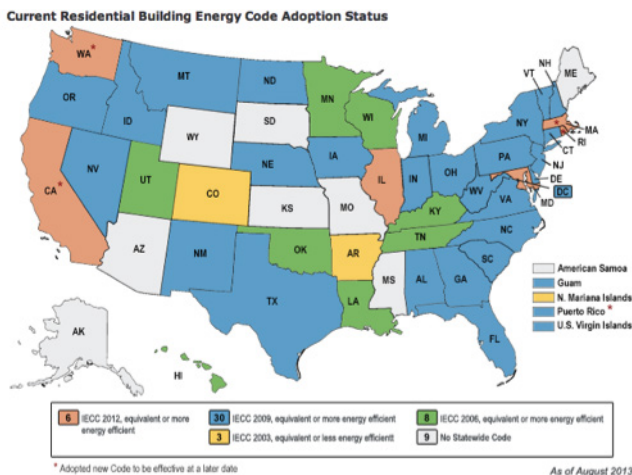 Current Residential Building Energy Code Adoption Status
WA*
MT
ND
MN
ME
VT
NH
OR
ID
SD
WI
MI
NY
MA
RI
CT
WY
NE
IA
PA
NJ
NV
UT
CO
IL
IN
OH
DE
MD
DC
CA*
KS
MO
WV
VA
KY
NC
TN
AZ
NM
OK
AR
SC
MS
AL
GA
TX
LA
FL
AK
HI
American Samoa
Guam
N. Mariana Islands
Puerto Rico *
U.S. Virgin Islands
6 IECC 2012, equivalent or more energy efficient
30 IECC 2009, equivalent or more energy efficient
8 IECC 2006, equivalent or more energy efficient
3 IECC 2003, equivalent or less energy efficientt
9 No Statewide Code
* Adopted new Code to be effective at a later date
As of August 2013